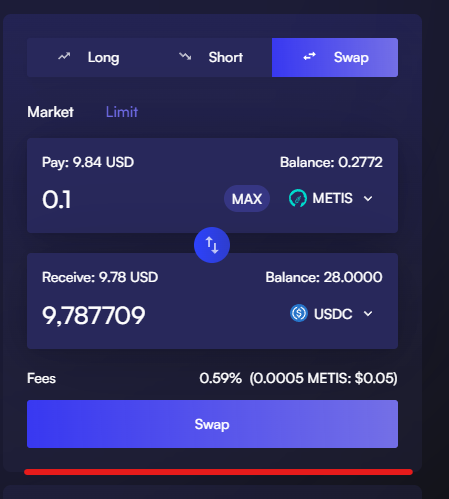 Long Short Swap
Market Limit
Pay: 9.84 USD Balance: 0.2772
0.1 MAX METIS
Receive: 9.78 USD Balance: 28.0000
9,787709 USDC
Fees 0.59% (0.0005 METIS: $0.05)
Swap